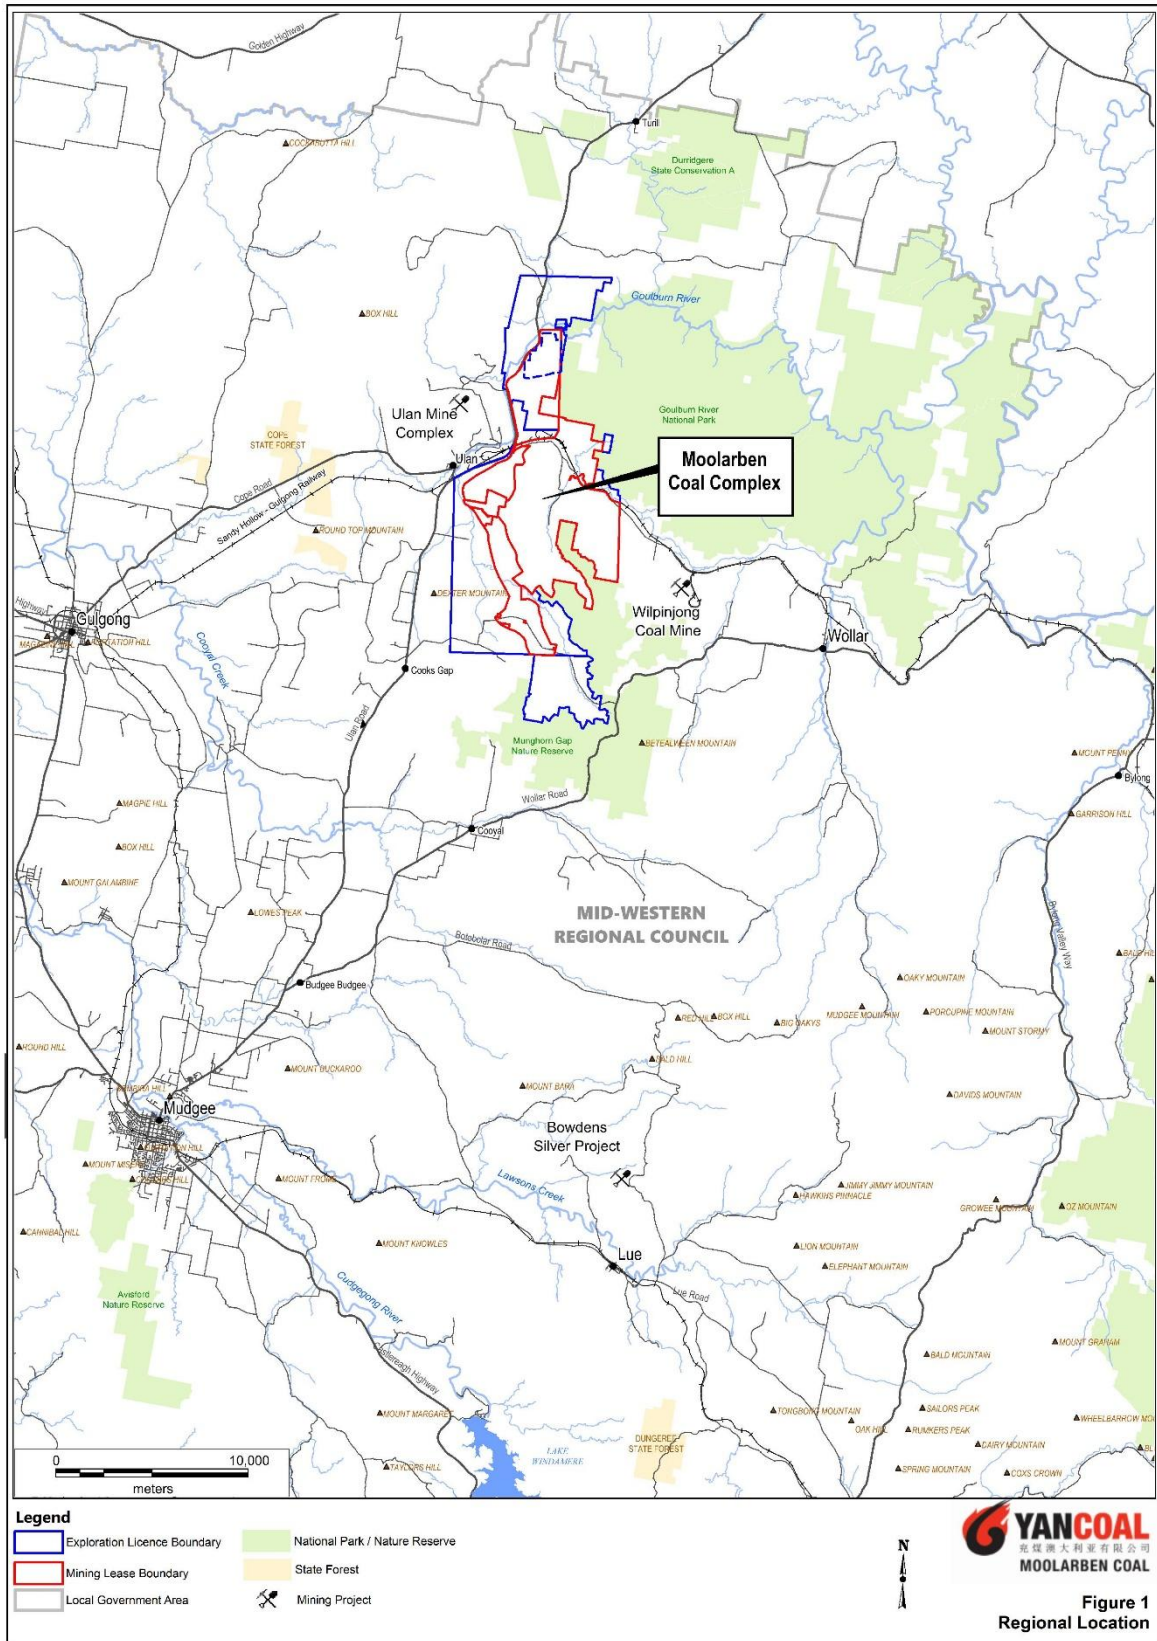 Golden Highway
Turill
COCKABUTTA HILL
Durridgere
State Conservation A
Goulburn River
BOX HILL
Ulan Mine
Complex
Goulburn River
National Park
COPE
STATE FOREST
Ulan
Moolarben
Coal Complex
Cope Road
Sandy Hollow - Gulgong Railway
ROUND TOP MOUNTAIN
DEXTER MOUNTAIN
Wilpinjong
Coal Mine
Highway
Gulgong
Wollar
Cooyal Creek
Cooks Gap
Ulan Road
Munghorn Gap
Nature Reserve
BETEALWEEN MOUNTAIN
MOUNT PENNY
Bylong
Wollar Road
MAGPIE HILL
GARRISON HILL
Cooyal
BOX HILL
MOUNT GALAMBINE
LOWES PEAK
MID-WESTERN
REGIONAL COUNCIL
Botobolar Road
Bylong Valley Way
BALD HIL
Budgee Budgee
OAKY MOUNTAIN
RED HILL
BOX HILL
BIG OAKYS
MUDGEE MOUNTAIN
PORCUPINE MOUNTAIN
MOUNT STORMY
ROUND HILL
BALD HILL
MOUNT BUCKAROO
MOUNT BARA
DAVIDS MOUNTAIN
Mudgee
Bowdens
Silver Project
MOUNT FROME
Lawsons Creek
JIMMY JIMMY MOUNTAIN
HAWKINS PINNACLE
GROWEE MOUNTAIN
OZ MOUNTAIN
CANNIBAL HILL
MOUNT KNOWLES
Lue
LION MOUNTAIN
ELEPHANT MOUNTAIN
Cudgegong River
Lue Road
Avisford
Nature Reserve
Castlereagh Highway
MOUNT GRAHAM
BALD MOUNTAIN
MOUNT MARGARET
TONGBONG MOUNTAIN
OAK HILL
SAILORS PEAK
RUMKERS PEAK
WHEELBARROW MO
DUNGEREE
STATE FOREST
DAIRY MOUNTAIN
BL
LAKE
WINDAMERE
TAYLORS HILL
SPRING MOUNTAIN
COXS CROWN
0 10,000
meters
Legend
Exploration Licence Boundary
Mining Lease Boundary
Local Government Area
National Park / Nature Reserve
State Forest
Mining Project
N
YANCOAL
兖煤澳大利亚有限公司
MOOLARBEN COAL
Figure 1
Regional Location